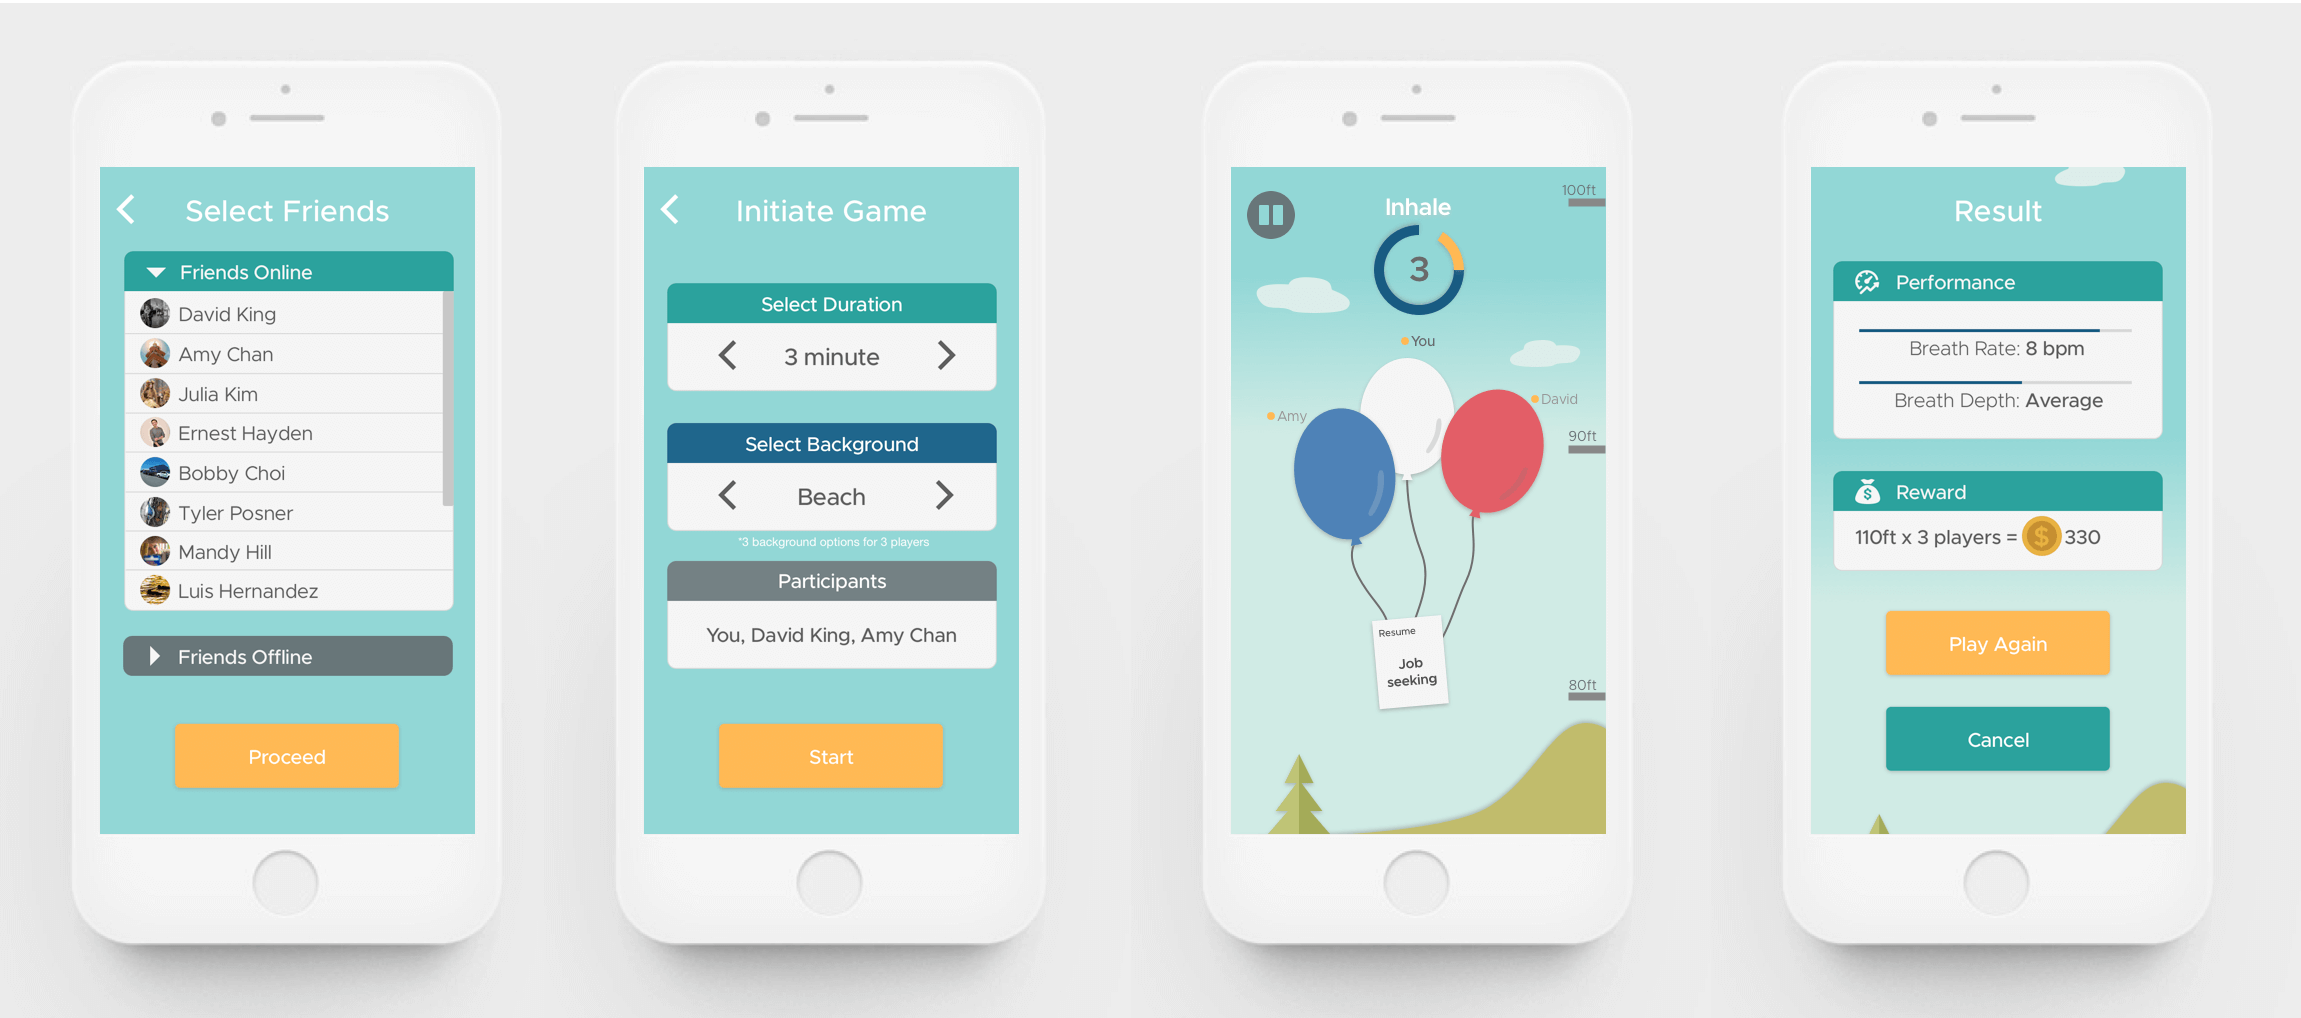 Select Friends
Friends Online
David King
Amy Chan
Julia Kim
Ernest Hayden
Bobby Choi
Tyler Posner
Mandy Hill
Luis Hernandez
Friends Offline
Proceed
Initiate Game
Select Duration
3 minute
Select Background
Beach
*3 background options for 3 players
Participants
You, David King, Amy Chan
Start
100ft
Inhale
3
You
David
Amy
90ft
Resume
Job
seeking
80ft
Result
Performance
Breath Rate: 8 bpm
Breath Depth: Average
$ Reward
110ft x 3 players = $ 330
Play Again
Cancel